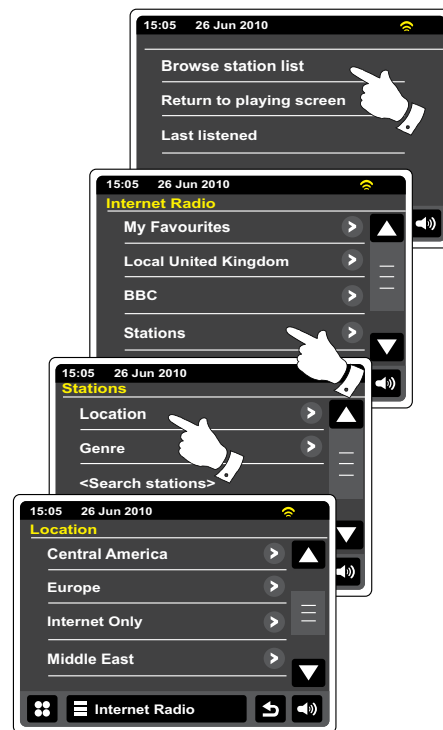 15:05 26 Jun 2010
Browse station list
Return to playing screen
Last listened
15:05 26 Jun 2010
Internet Radio
My Favourites
Local United Kingdom
BBC
Stations
15:05 26 Jun 2010
Stations
Location
Genre
<Search stations>
15:05 26 Jun 2010
Location
Central America
Europe
Internet Only
Middle East
Internet Radio